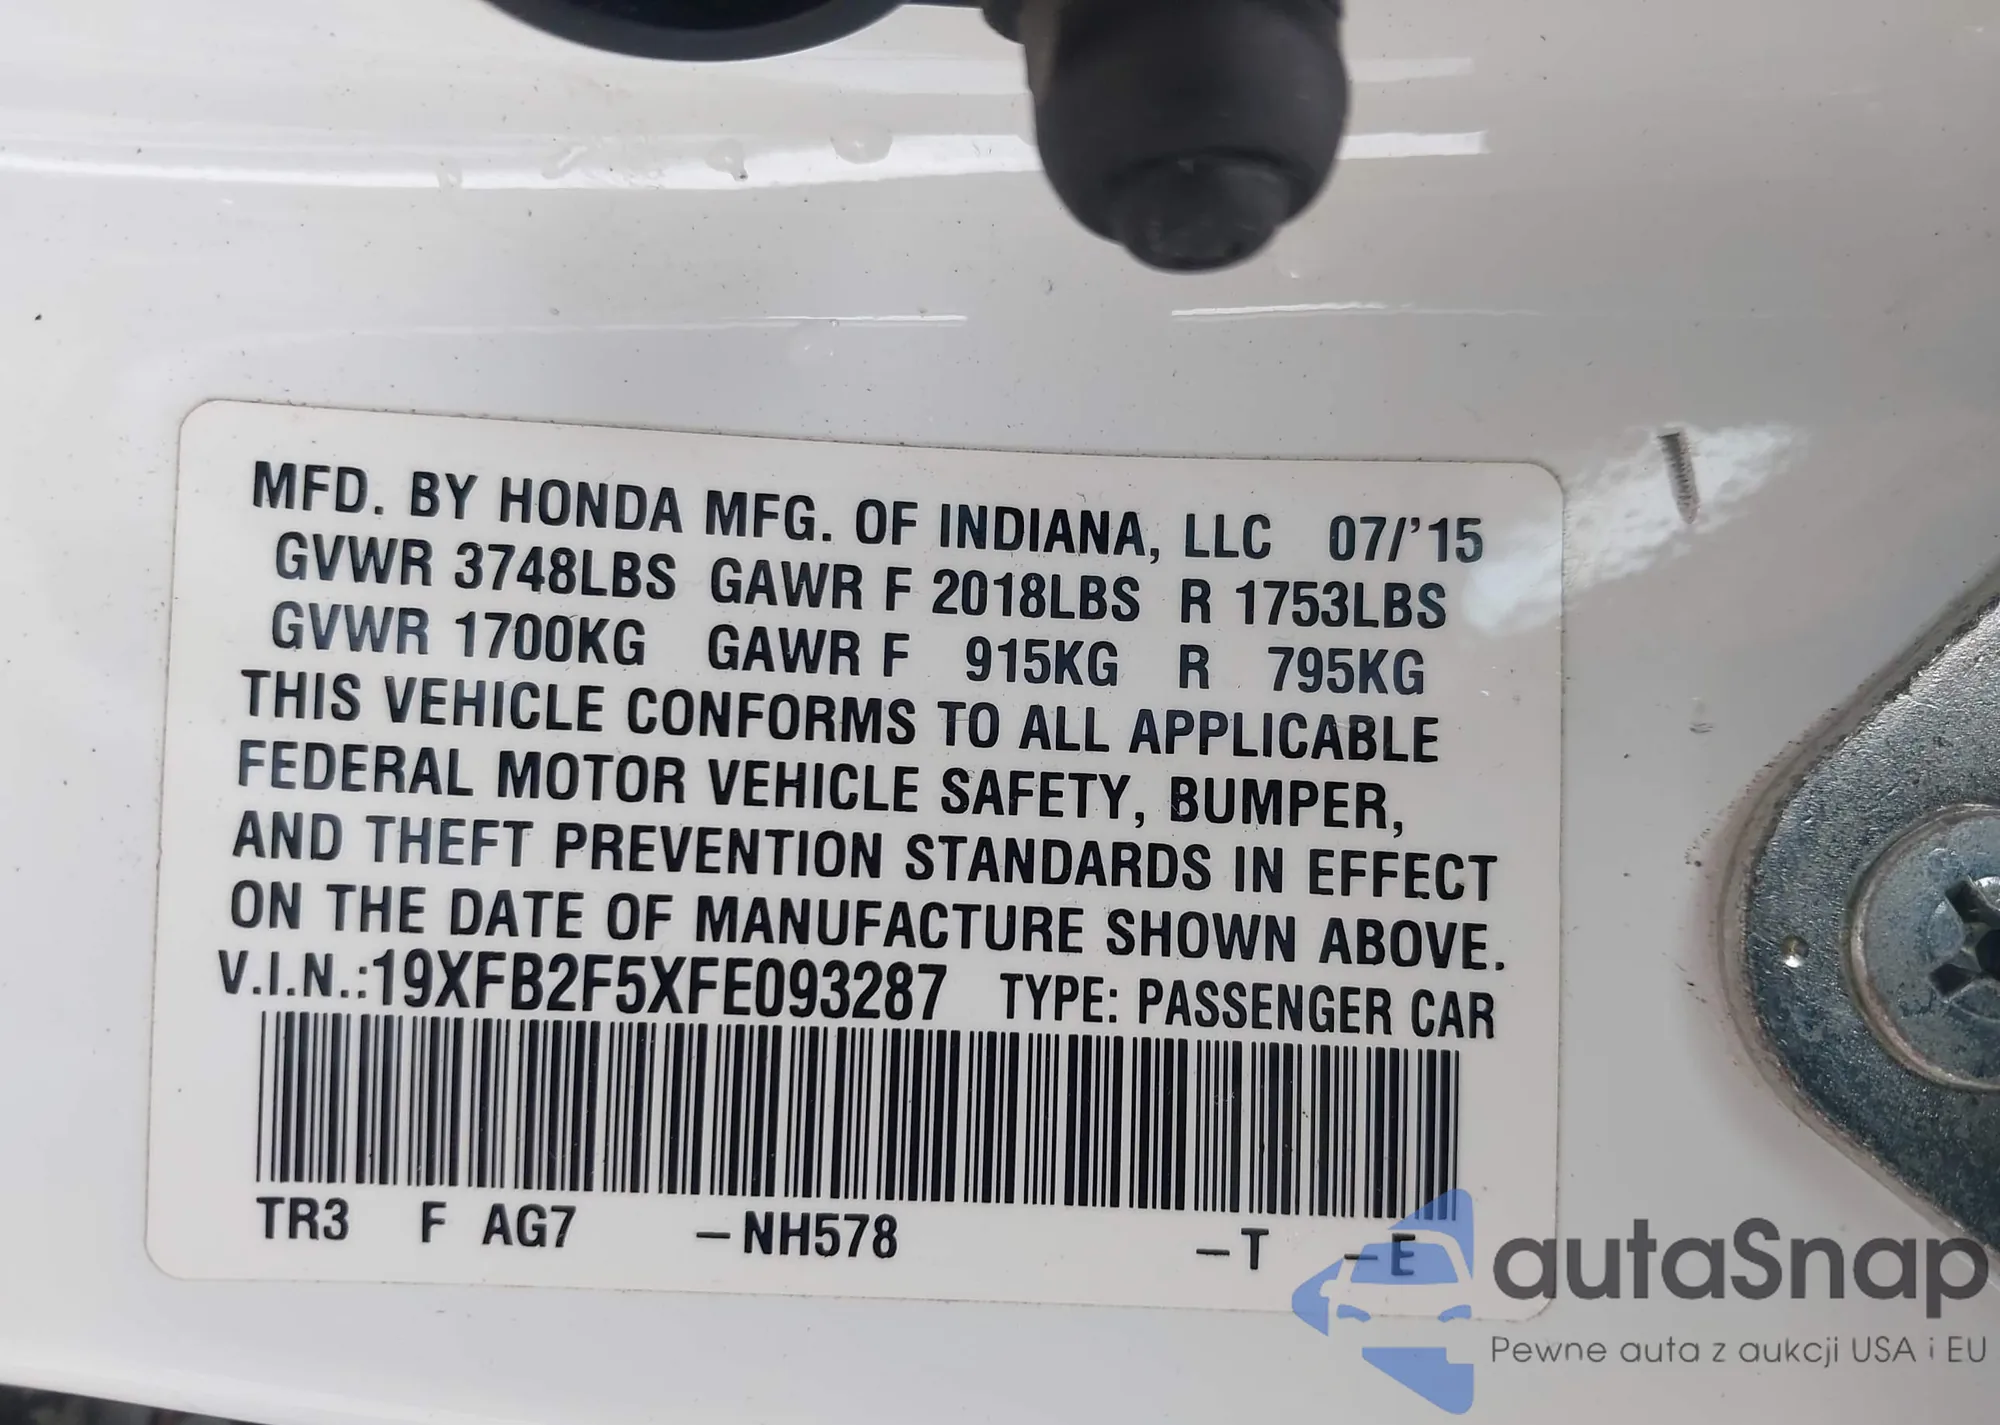 MFD. BY HONDA MFG. OF INDIANA, LLC 07/'15
GVWR 3748LBS GAWR F 2018LBS R 1753LBS
GVWR 1700KG GAWR F 915KG R 795KG
THIS VEHICLE CONFORMS TO ALL APPLICABLE
FEDERAL MOTOR VEHICLE SAFETY, BUMPER,
AND THEFT PREVENTION STANDARDS IN EFFECT
ON THE DATE OF MANUFACTURE SHOWN ABOVE.
V.I.N.:19XFB2F5XFE093287 TYPE: PASSENGER CAR
TR3 F AG7 –NH578 –T –E
autaSnap
Pewne auta z aukcji USA i EU